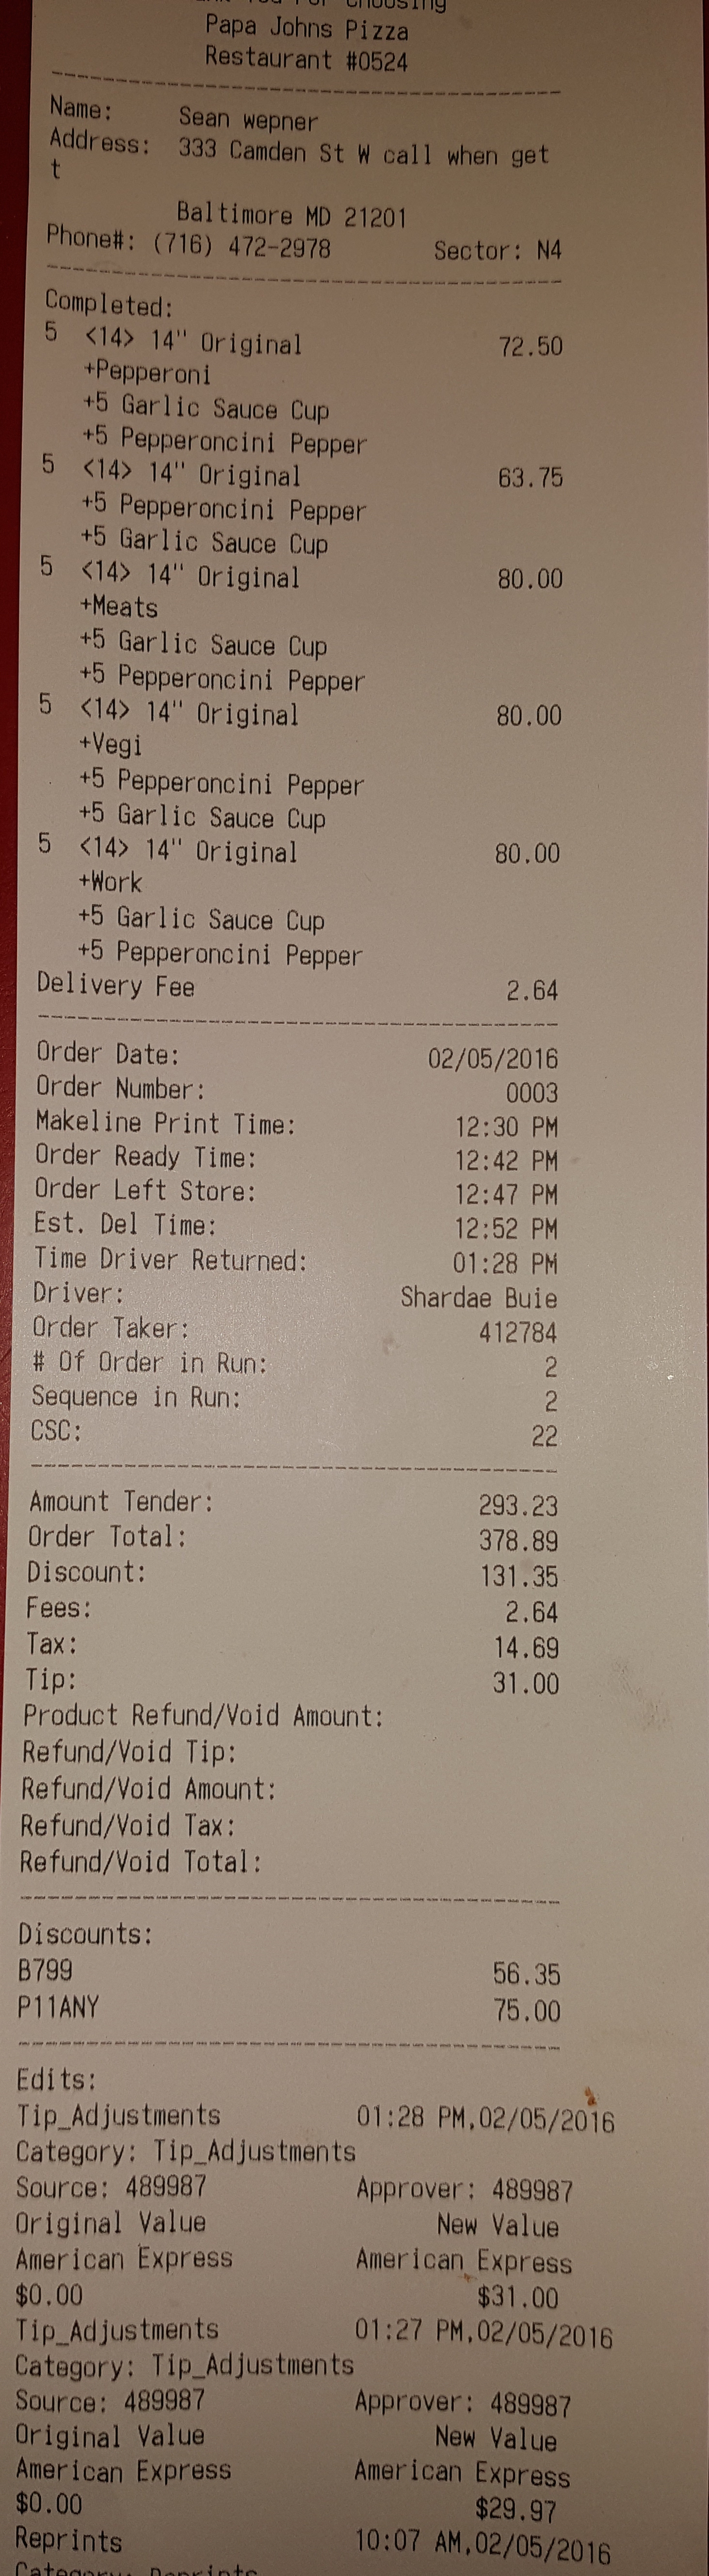 Thank You For Choosing
Papa Johns Pizza
Restaurant #0524
Name: Sean wepner
Address: 333 Camden St W call when get
t
Baltimore MD 21201
Phone#: (716) 472-2978 Sector: N4
Completed:
5 <14> 14" Original 72.50
+Pepperoni
+5 Garlic Sauce Cup
+5 Pepperoncini Pepper
5 <14> 14" Original 63.75
+5 Pepperoncini Pepper
+5 Garlic Sauce Cup
5 <14> 14" Original 80.00
+Meats
+5 Garlic Sauce Cup
+5 Pepperoncini Pepper
5 <14> 14" Original 80.00
+Vegi
+5 Pepperoncini Pepper
+5 Garlic Sauce Cup
5 <14> 14" Original 80.00
+Work
+5 Garlic Sauce Cup
+5 Pepperoncini Pepper
Delivery Fee 2.64
Order Date: 02/05/2016
Order Number: 0003
Makeline Print Time: 12:30 PM
Order Ready Time: 12:42 PM
Order Left Store: 12:47 PM
Est. Del Time: 12:52 PM
Time Driver Returned: 01:28 PM
Driver: Shardae Buie
Order Taker: 412784
# Of Order in Run: 2
Sequence in Run: 2
CSC: 22
Amount Tender: 293.23
Order Total: 378.89
Discount: 131.35
Fees: 2.64
Tax: 14.69
Tip: 31.00
Product Refund/Void Amount:
Refund/Void Tip:
Refund/Void Amount:
Refund/Void Tax:
Refund/Void Total:
Discounts:
B799 56.35
P11ANY 75.00
Edits:
Tip_Adjustments 01:28 PM,02/05/2016
Category: Tip_Adjustments
Source: 489987 Approver: 489987
Original Value New Value
American Express American Express
$0.00 $31.00
Tip_Adjustments 01:27 PM,02/05/2016
Category: Tip_Adjustments
Source: 489987 Approver: 489987
Original Value New Value
American Express American Express
$0.00 $29.97
Reprints 10:07 AM,02/05/2016
Category: Reprints